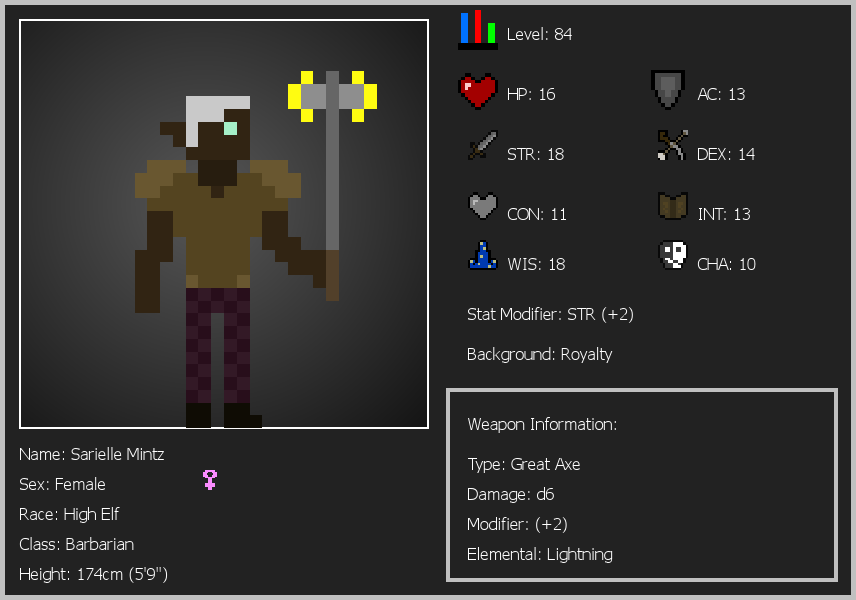 Level: 84
HP: 16
AC: 13
STR: 18
DEX: 14
CON: 11
INT: 13
WIS: 18
CHA: 10
Stat Modifier: STR (+2)
Background: Royalty
Weapon Information:
Type: Great Axe
Damage: d6
Modifier: (+2)
Elemental: Lightning
Name: Sarielle Mintz
Sex: Female
Race: High Elf
Class: Barbarian
Height: 174cm (5'9")